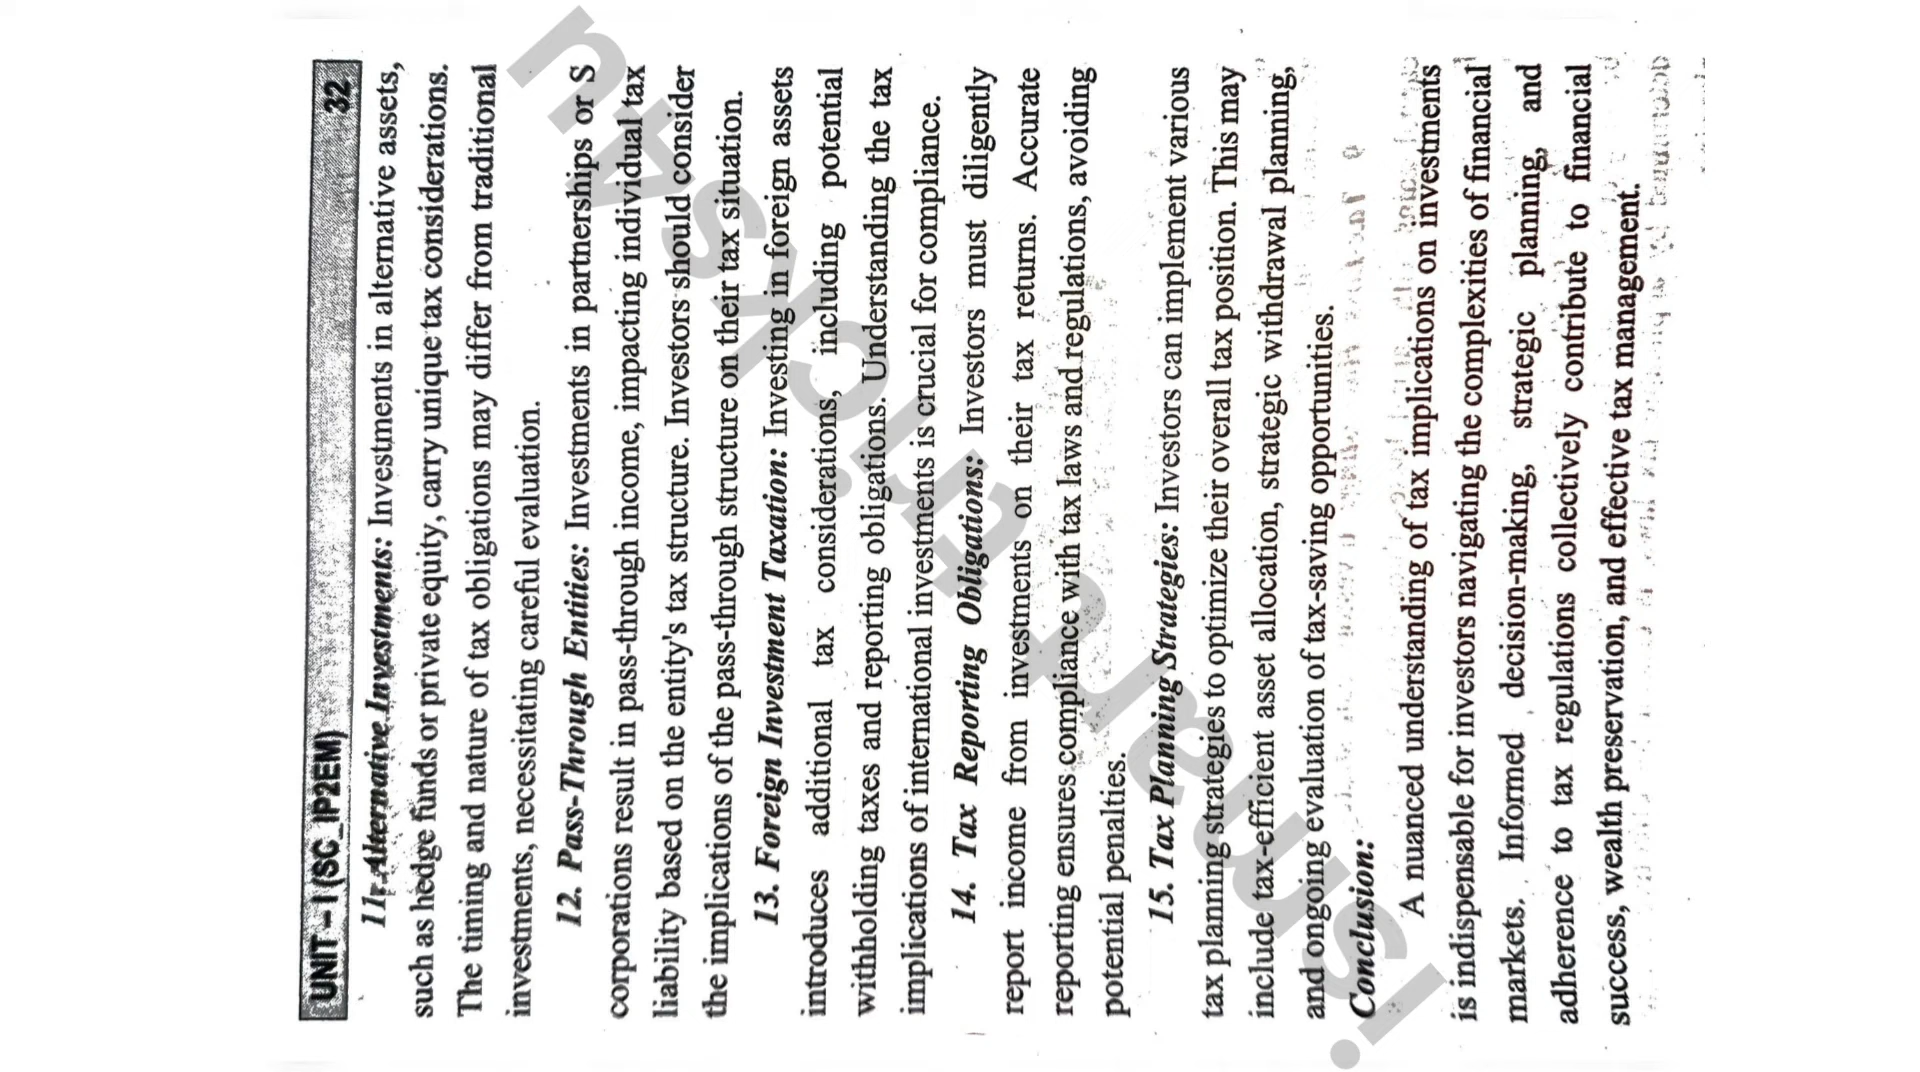 UNIT – I (SC_IP2EM) 32
11. Alternative Investments: Investments in alternative assets,
such as hedge funds or private equity, carry unique tax considerations.
The timing and nature of tax obligations may differ from traditional
investments, necessitating careful evaluation.
12. Pass-Through Entities: Investments in partnerships or S
corporations result in pass-through income, impacting individual tax
liability based on the entity's tax structure. Investors should consider
the implications of the pass-through structure on their tax situation.
13. Foreign Investment Taxation: Investing in foreign assets
introduces additional tax considerations, including potential
withholding taxes and reporting obligations. Understanding the tax
implications of international investments is crucial for compliance.
14. Tax Reporting Obligations: Investors must diligently
report income from investments on their tax returns. Accurate
reporting ensures compliance with tax laws and regulations, avoiding
potential penalties.
15. Tax Planning Strategies: Investors can implement various
tax planning strategies to optimize their overall tax position. This may
include tax-efficient asset allocation, strategic withdrawal planning,
and ongoing evaluation of tax-saving opportunities.
Conclusion:
A nuanced understanding of tax implications on investments
is indispensable for investors navigating the complexities of financial
markets. Informed decision-making, strategic planning, and
adherence to tax regulations collectively contribute to financial
success, wealth preservation, and effective tax management.